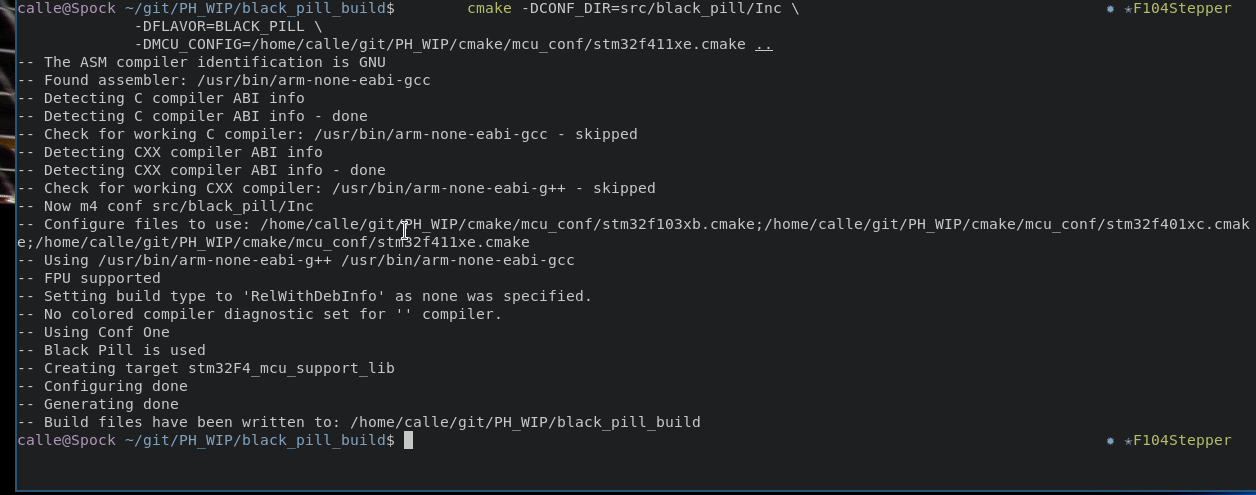 calle@Spock ~/git/PH_WIP/black_pill_build$ cmake -DCONF_DIR=src/black_pill/Inc \ ✹ ★F104Stepper
-DFLAVOR=BLACK_PILL \
-DMCU_CONFIG=/home/calle/git/PH_WIP/cmake/mcu_conf/stm32f411xe.cmake ..
-- The ASM compiler identification is GNU
-- Found assembler: /usr/bin/arm-none-eabi-gcc
-- Detecting C compiler ABI info
-- Detecting C compiler ABI info - done
-- Check for working C compiler: /usr/bin/arm-none-eabi-gcc - skipped
-- Detecting CXX compiler ABI info
-- Detecting CXX compiler ABI info - done
-- Check for working CXX compiler: /usr/bin/arm-none-eabi-g++ - skipped
-- Now m4 conf src/black_pill/Inc
-- Configure files to use: /home/calle/git/PH_WIP/cmake/mcu_conf/stm32f103xb.cmake;/home/calle/git/PH_WIP/cmake/mcu_conf/stm32f401xc.cmak
e;/home/calle/git/PH_WIP/cmake/mcu_conf/stm32f411xe.cmake
-- Using /usr/bin/arm-none-eabi-g++ /usr/bin/arm-none-eabi-gcc
-- FPU supported
-- Setting build type to 'RelWithDebInfo' as none was specified.
-- No colored compiler diagnostic set for '' compiler.
-- Using Conf One
-- Black Pill is used
-- Creating target stm32F4_mcu_support_lib
-- Configuring done
-- Generating done
-- Build files have been written to: /home/calle/git/PH_WIP/black_pill_build
calle@Spock ~/git/PH_WIP/black_pill_build$ ✹ ★F104Stepper